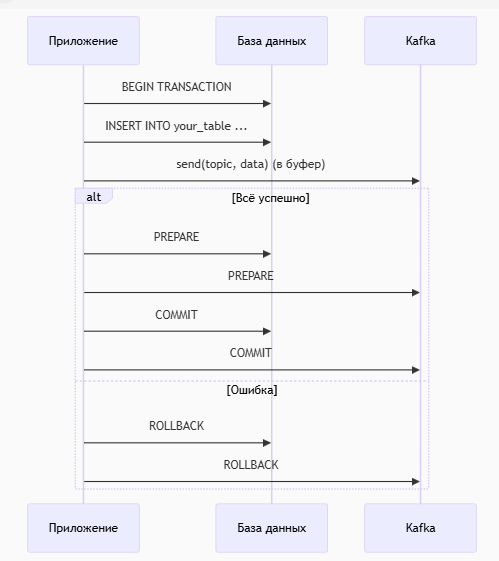 Приложение
База данных
Kafka
BEGIN TRANSACTION
INSERT INTO your_table ...
send(topic, data) (в буфер)
alt
[Всё успешно]
PREPARE
PREPARE
COMMIT
COMMIT
[Ошибка]
ROLLBACK
ROLLBACK
Приложение
База данных
Kafka